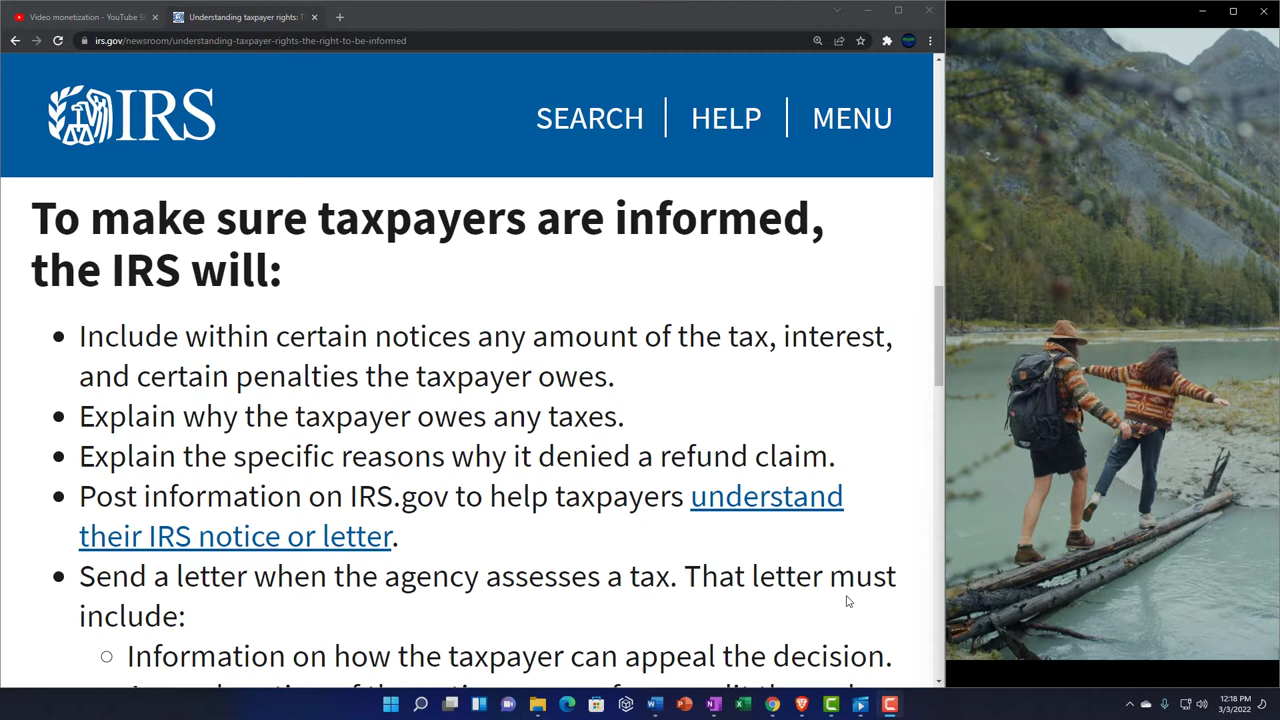 Video monetization - YouTube S
Understanding taxpayer rights: T
irs.gov/newsroom/understanding-taxpayer-rights-the-right-to-be-informed
IRS
SEARCH | HELP | MENU
To make sure taxpayers are informed,
the IRS will:
• Include within certain notices any amount of the tax, interest,
and certain penalties the taxpayer owes.
• Explain why the taxpayer owes any taxes.
• Explain the specific reasons why it denied a refund claim.
• Post information on IRS.gov to help taxpayers understand
their IRS notice or letter.
• Send a letter when the agency assesses a tax. That letter must
include:
○ Information on how the taxpayer can appeal the decision.
12:18 PM
3/3/2022